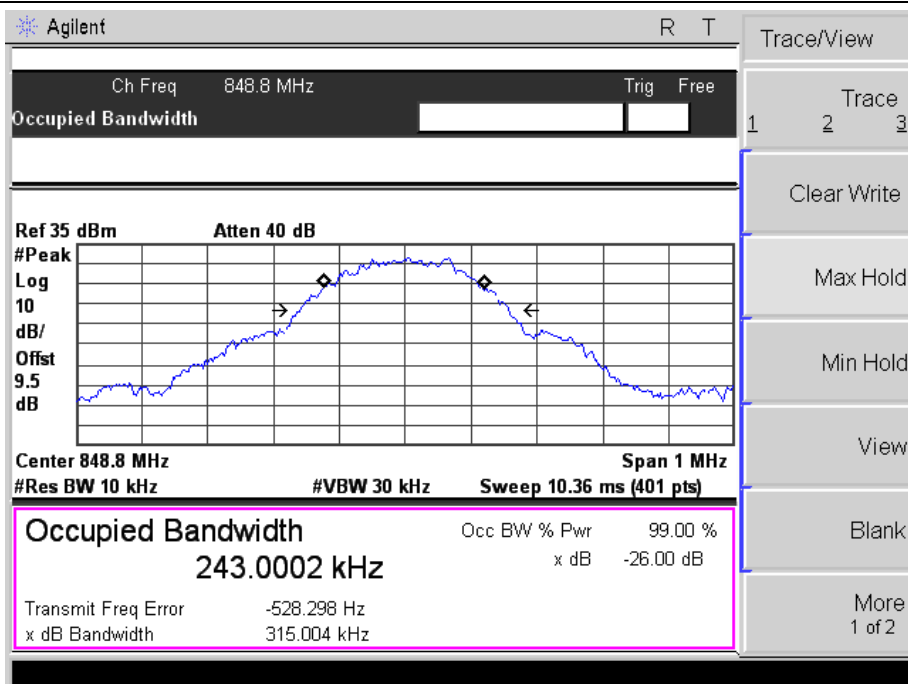 Agilent R T
Ch Freq 848.8 MHz Trig Free
Occupied Bandwidth
Ref 35 dBm Atten 40 dB
#Peak
Log
10
dB/
Offst
9.5
dB
Center 848.8 MHz Span 1 MHz
#Res BW 10 kHz #VBW 30 kHz Sweep 10.36 ms (401 pts)
Occupied Bandwidth
243.0002 kHz
Occ BW % Pwr 99.00 %
x dB -26.00 dB
Transmit Freq Error -528.298 Hz
x dB Bandwidth 315.004 kHz
Trace/View
Trace
1 2 3
Clear Write
Max Hold
Min Hold
View
Blank
More
1 of 2